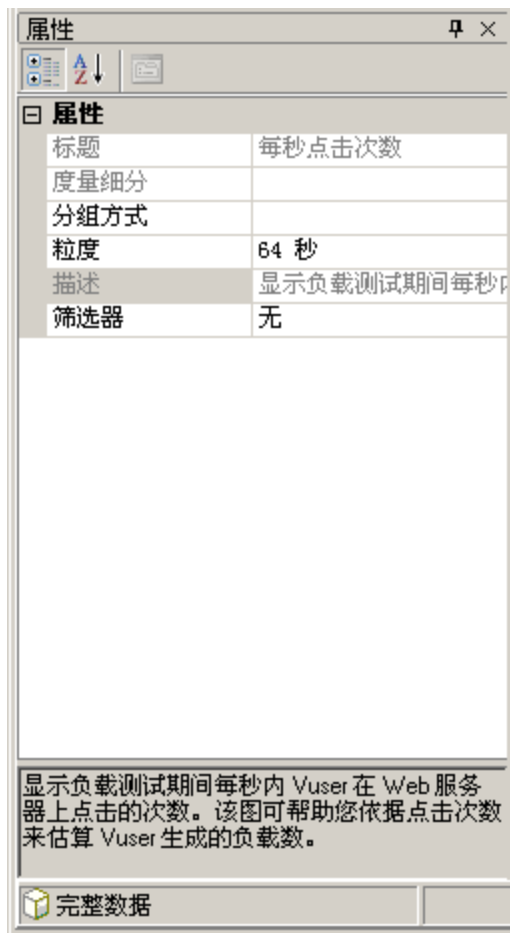 属性
属性
标题 每秒点击次数
度量细分
分组方式
粒度 64 秒
描述 显示负载测试期间每秒
筛选器 无
显示负载测试期间每秒内 Vuser 在 Web 服务
器上点击的次数。该图可帮助您依据点击次数
来估算 Vuser 生成的负载数。
完整数据